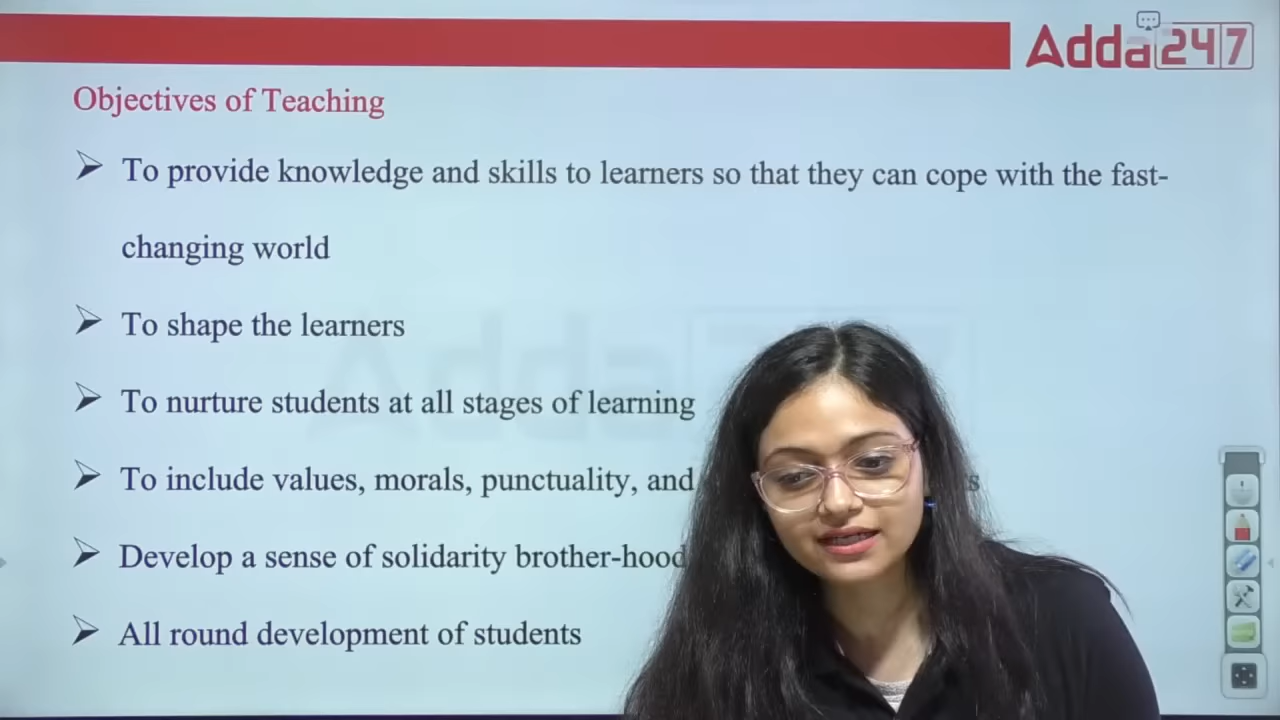 Adda 247
Objectives of Teaching
To provide knowledge and skills to learners so that they can cope with the fast-
changing world
To shape the learners
To nurture students at all stages of learning
To include values, morals, punctuality, and
Develop a sense of solidarity brother-hood
All round development of students